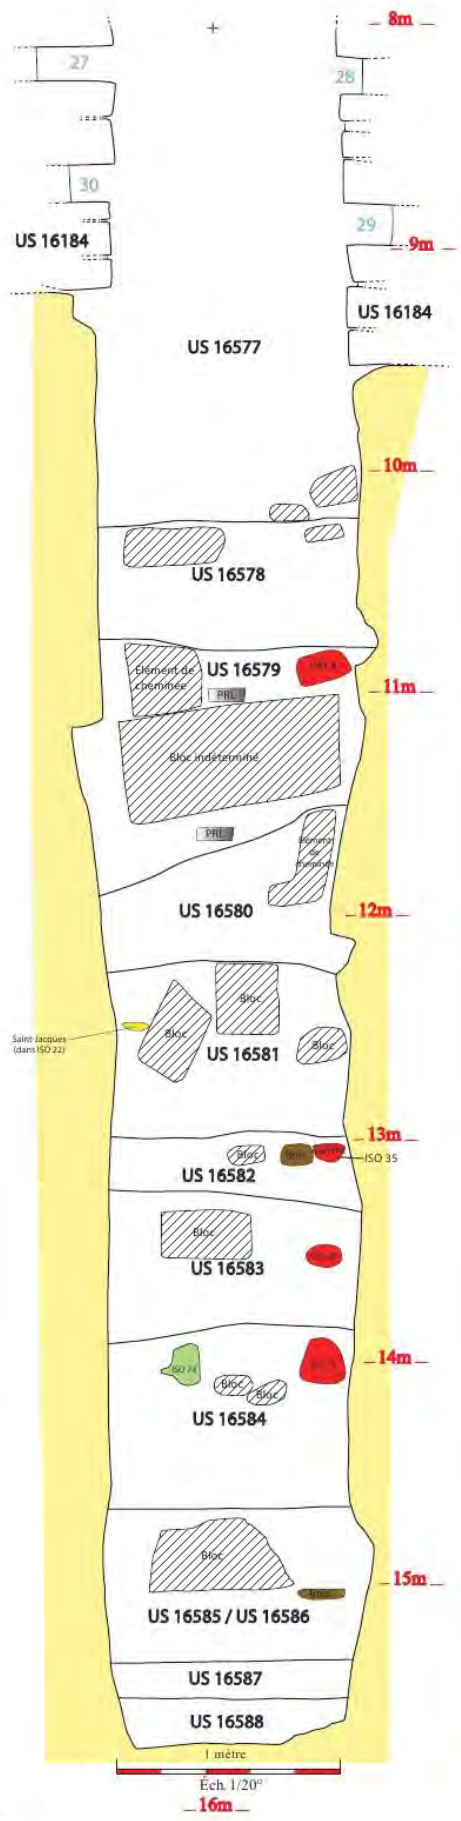 8m
27
28
30
29
US 16184
9m
US 16184
US 16577
10m
US 16578
Elément de
cheminée
US 16579
PRL
11m
Bloc indéterminé
PRL
Elément
de
cheminée
US 16580
12m
Bloc
Bloc
Saint-Jacques
(dans ISO 22)
US 16581
Bloc
13m
Bloc
ISO 35
US 16582
Bloc
US 16583
14m
ISO 74
Bloc
Bloc
US 16584
Bloc
15m
US 16585 / US 16586
US 16587
US 16588
1 mètre
Éch. 1/20°
16m